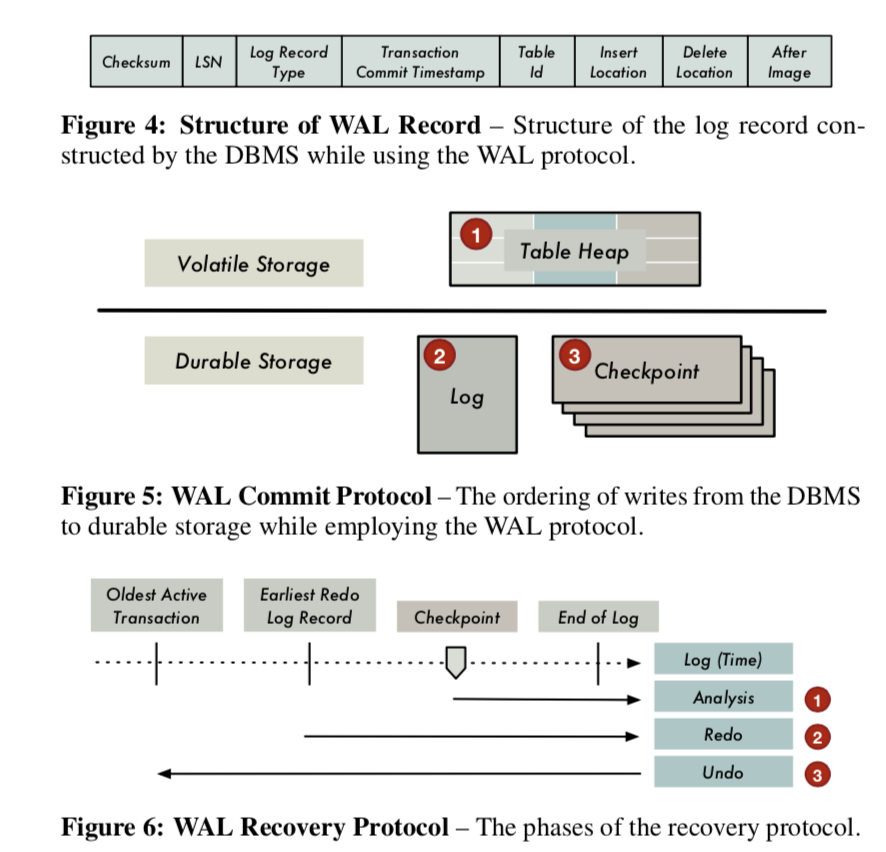 Checksum
LSN
Log Record
Type
Transaction
Commit Timestamp
Table
Id
Insert
Location
Delete
Location
After
Image
Figure 4: Structure of WAL Record – Structure of the log record con-
structed by the DBMS while using the WAL protocol.
1
Table Heap
Volatile Storage
Durable Storage
2
Log
3
Checkpoint
Figure 5: WAL Commit Protocol – The ordering of writes from the DBMS
to durable storage while employing the WAL protocol.
Oldest Active
Transaction
Earliest Redo
Log Record
Checkpoint
End of Log
Log (Time)
Analysis
1
Redo
2
Undo
3
Figure 6: WAL Recovery Protocol – The phases of the recovery protocol.